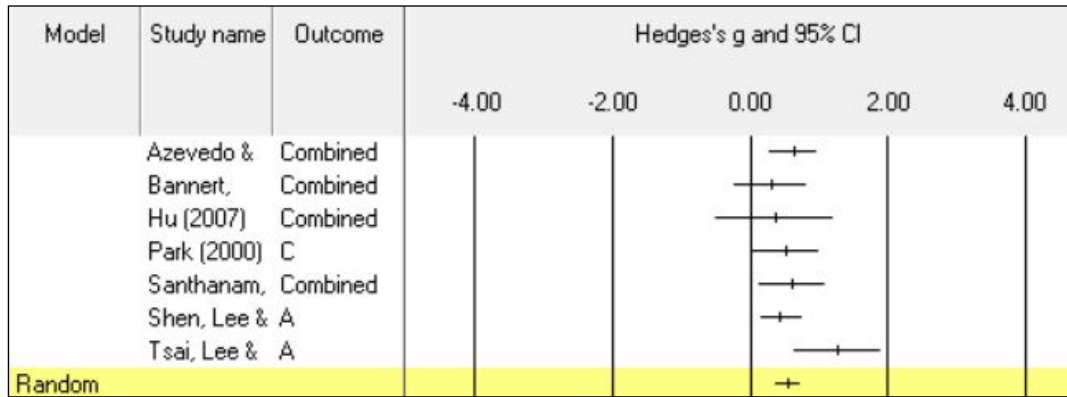 Model Study name Outcome Hedges's g and 95% CI
-4.00 -2.00 0.00 2.00 4.00
Azevedo & Combined
Bannert, Combined
Hu (2007) Combined
Park (2000) C
Santhanam, Combined
Shen, Lee & A
Tsai, Lee & A
Random